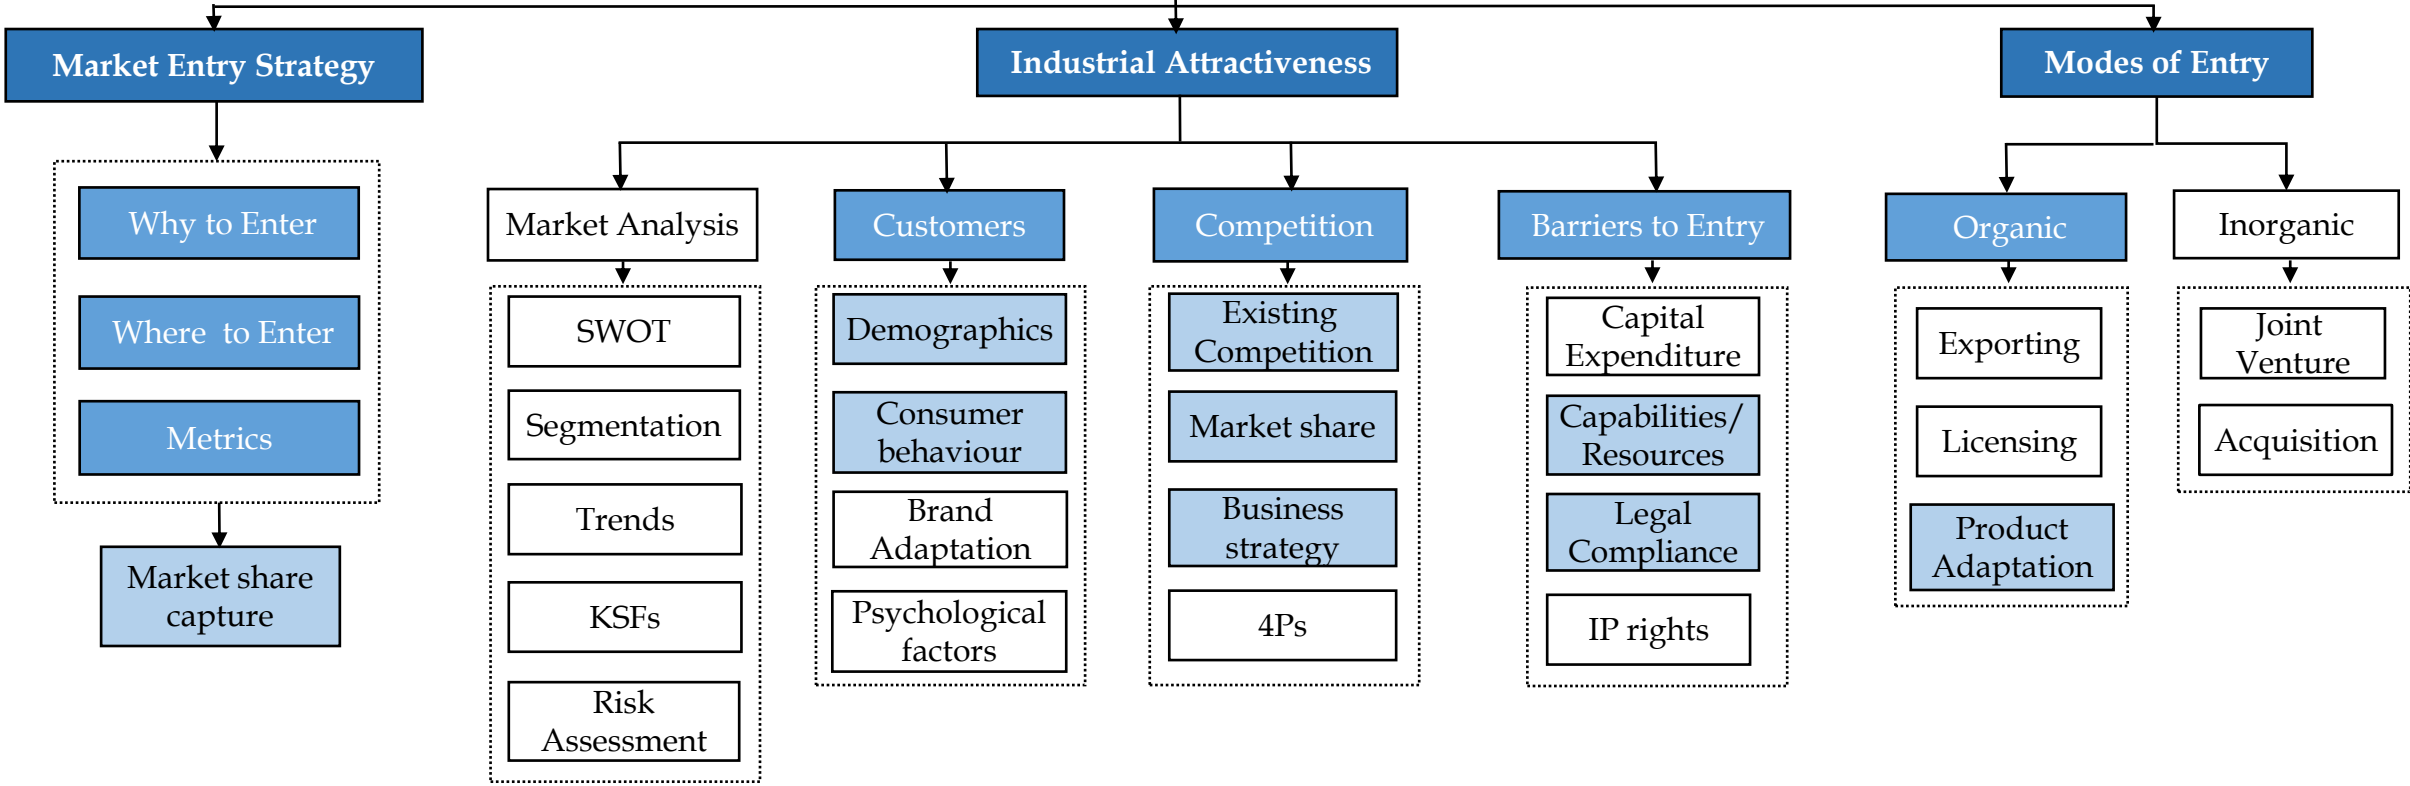 Market Entry Strategy
Industrial Attractiveness
Modes of Entry
Why to Enter
Where  to Enter
Metrics
Market share
capture
Market Analysis
SWOT
Segmentation
Trends
KSFs
Risk
Assessment
Customers
Demographics
Consumer
behaviour
Brand
Adaptation
Psychological
factors
Competition
Existing
Competition
Market share
Business
strategy
4Ps
Barriers to Entry
Capital
Expenditure
Capabilities/
Resources
Legal
Compliance
IP rights
Organic
Exporting
Licensing
Product
Adaptation
Inorganic
Joint
Venture
Acquisition